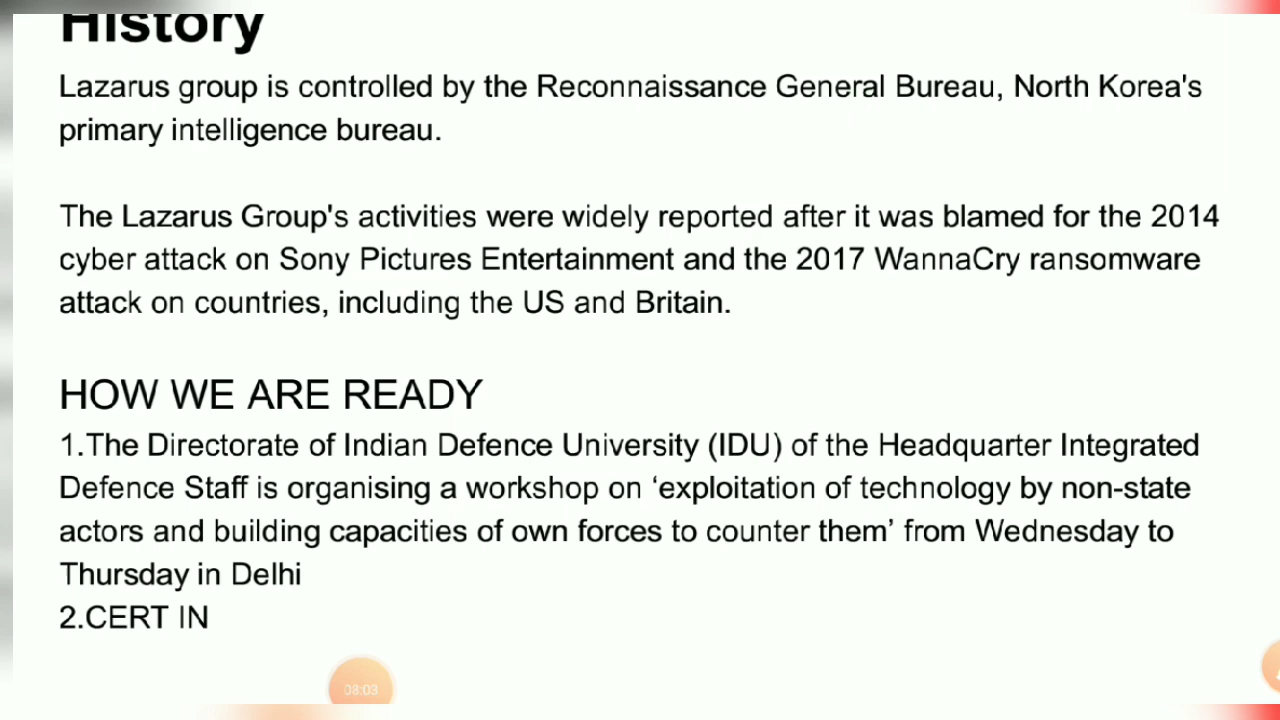 History
Lazarus group is controlled by the Reconnaissance General Bureau, North Korea's
primary intelligence bureau.
The Lazarus Group's activities were widely reported after it was blamed for the 2014
cyber attack on Sony Pictures Entertainment and the 2017 WannaCry ransomware
attack on countries, including the US and Britain.
HOW WE ARE READY
1.The Directorate of Indian Defence University (IDU) of the Headquarter Integrated
Defence Staff is organising a workshop on ‘exploitation of technology by non-state
actors and building capacities of own forces to counter them’ from Wednesday to
Thursday in Delhi
2.CERT IN
08:03